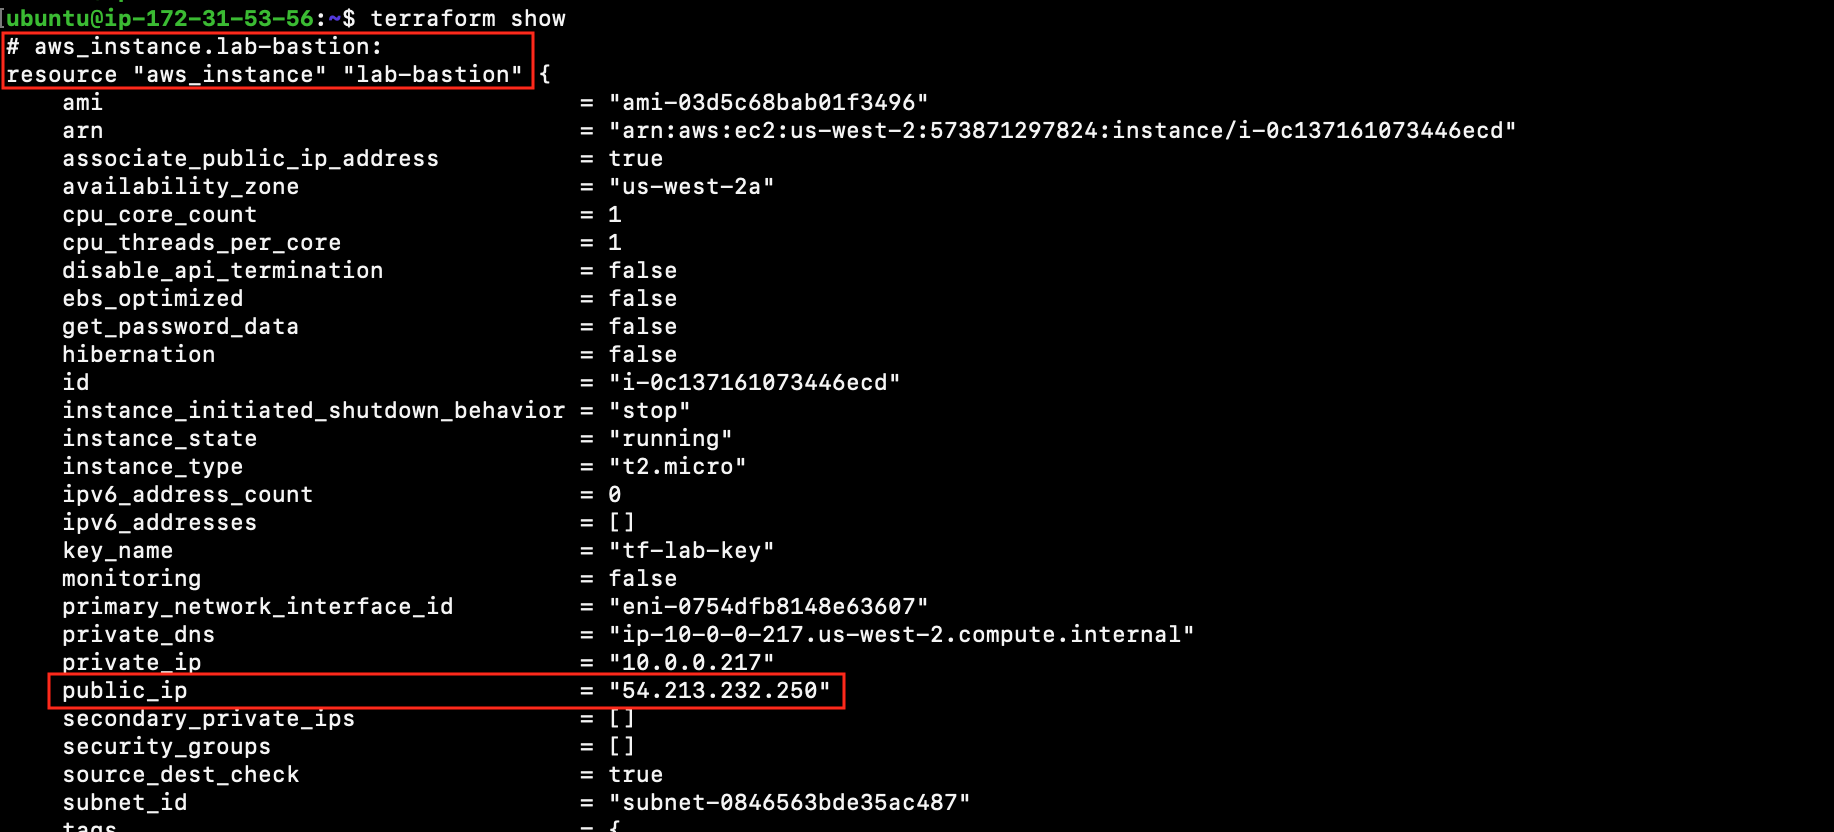 ubuntu@ip-172-31-53-56:~$ terraform show
# aws_instance.lab-bastion:
resource "aws_instance" "lab-bastion" {
    ami                                  = "ami-03d5c68bab01f3496"
    arn                                  = "arn:aws:ec2:us-west-2:573871297824:instance/i-0c137161073446ecd"
    associate_public_ip_address          = true
    availability_zone                    = "us-west-2a"
    cpu_core_count                       = 1
    cpu_threads_per_core                 = 1
    disable_api_termination              = false
    ebs_optimized                        = false
    get_password_data                    = false
    hibernation                          = false
    id                                   = "i-0c137161073446ecd"
    instance_initiated_shutdown_behavior = "stop"
    instance_state                       = "running"
    instance_type                        = "t2.micro"
    ipv6_address_count                   = 0
    ipv6_addresses                       = []
    key_name                             = "tf-lab-key"
    monitoring                           = false
    primary_network_interface_id         = "eni-0754dfb8148e63607"
    private_dns                          = "ip-10-0-0-217.us-west-2.compute.internal"
    private_ip                           = "10.0.0.217"
    public_ip                            = "54.213.232.250"
    secondary_private_ips                = []
    security_groups                      = []
    source_dest_check                    = true
    subnet_id                            = "subnet-0846563bde35ac487"
    tags                                 = {